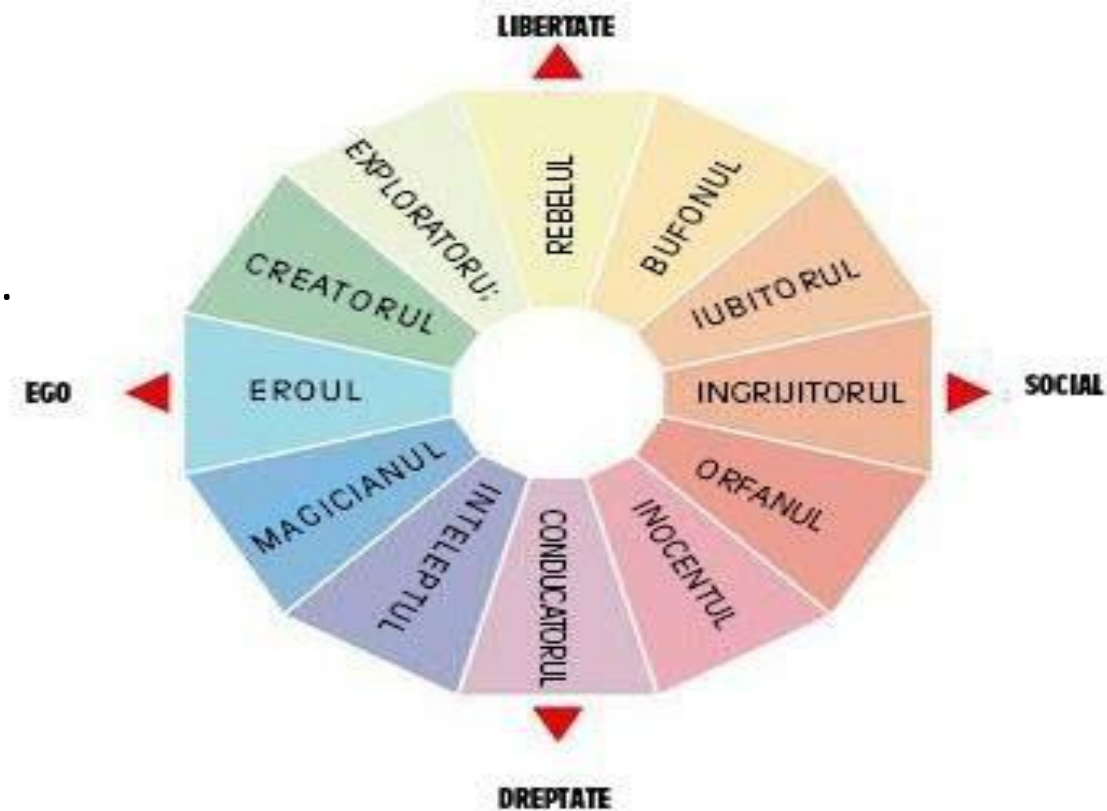 LIBERTATE
EXPLORATORU;
REBELUL
BUFONUL
CREATORUL
IUBITORUL
.
EGO
EROUL
INGRIJITORUL
SOCIAL
MAGICIANUL
ORFANUL
INTELEPTUL
CONDUCATORUL
INOCENTUL
DREPTATE